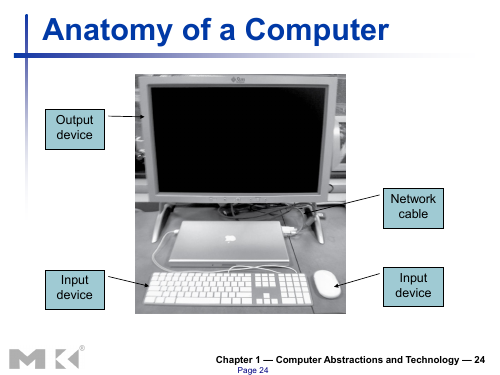 Anatomy of a Computer
Output
device
Network
cable
Input
device
Input
device
MK®
Chapter 1 — Computer Abstractions and Technology — 24
Page 24